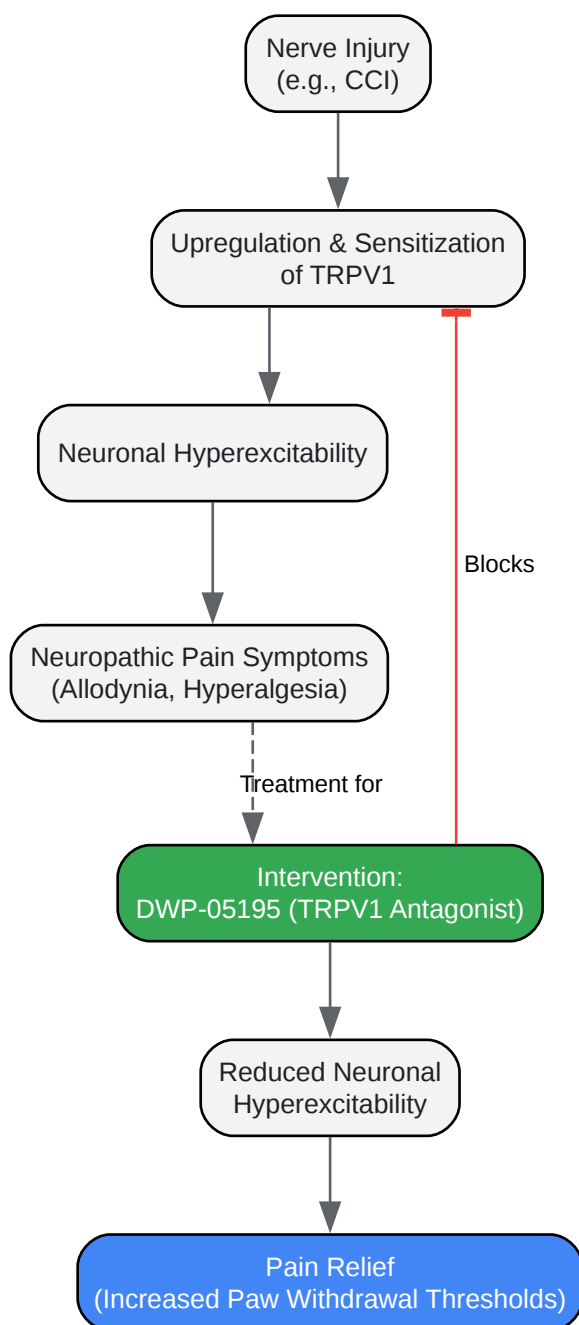 Nerve Injury
(e.g., CCI)
Upregulation & Sensitization
of TRPV1
Neuronal Hyperexcitability
Blocks
Neuropathic Pain Symptoms
(Allodynia, Hyperalgesia)
Treatment for
Intervention:
DWP-05195 (TRPV1 Antagonist)
Reduced Neuronal
Hyperexcitability
Pain Relief
(Increased Paw Withdrawal Thresholds)